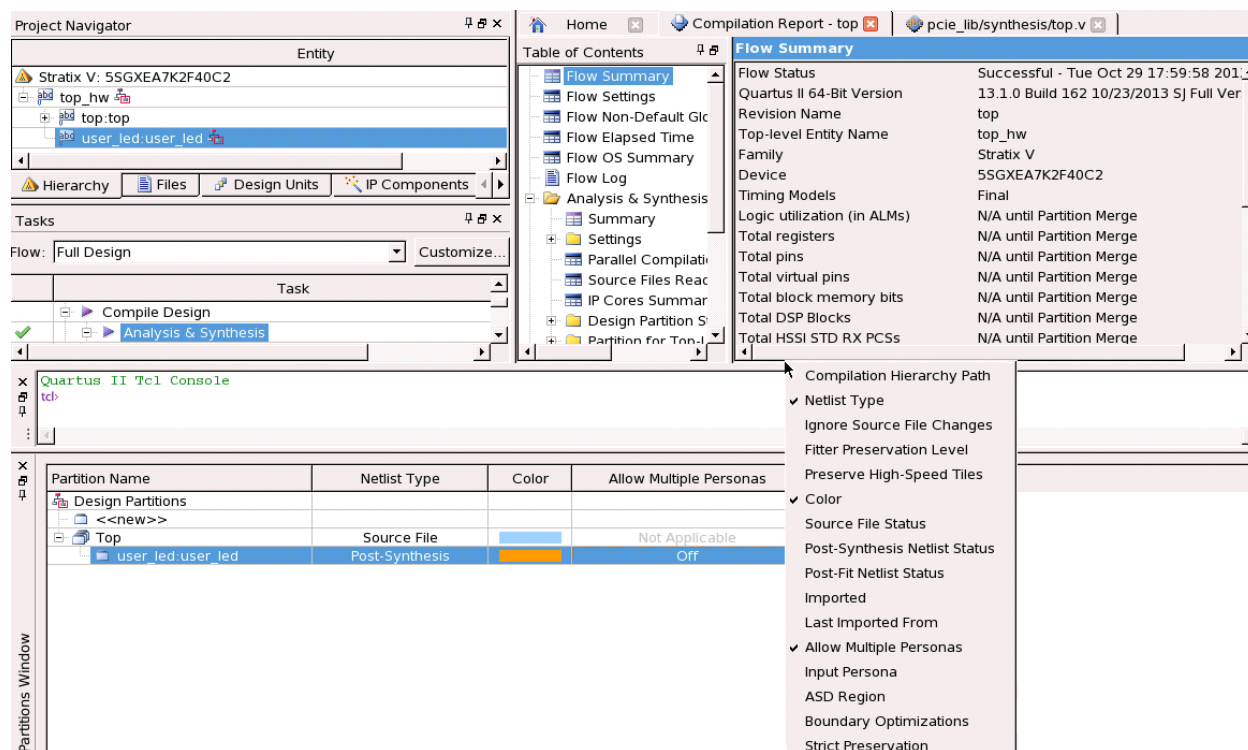 Project Navigator
Entity
Stratix V: 5SGXEA7K2F40C2
top_hw
top:top
user_led:user_led
Hierarchy Files Design Units IP Components
Tasks
Flow: Full Design Customize...
Task
Compile Design
Analysis & Synthesis
Home Compilation Report - top pcie_lib/synthesis/top.v
Table of Contents
Flow Summary
Flow Settings
Flow Non-Default Glo
Flow Elapsed Time
Flow OS Summary
Flow Log
Analysis & Synthesis
Summary
Settings
Parallel Compilati
Source Files Read
IP Cores Summar
Design Partition S
Partition for Top-L
Flow Summary
Flow Status Successful - Tue Oct 29 17:59:58 201
Quartus II 64-Bit Version 13.1.0 Build 162 10/23/2013 SJ Full Ver
Revision Name top
Top-level Entity Name top_hw
Family Stratix V
Device 5SGXEA7K2F40C2
Timing Models Final
Logic utilization (in ALMs) N/A until Partition Merge
Total registers N/A until Partition Merge
Total pins N/A until Partition Merge
Total virtual pins N/A until Partition Merge
Total block memory bits N/A until Partition Merge
Total DSP Blocks N/A until Partition Merge
Total HSSI STD RX PCSs N/A until Partition Merge
Quartus II Tcl Console
tcl>
Partition Name Netlist Type Color Allow Multiple Personas
Design Partitions
<<new>>
Top Source File Not Applicable
user_led:user_led Post-Synthesis Off
Partitions Window
Compilation Hierarchy Path
Netlist Type
Ignore Source File Changes
Fitter Preservation Level
Preserve High-Speed Tiles
Color
Source File Status
Post-Synthesis Netlist Status
Post-Fit Netlist Status
Imported
Last Imported From
Allow Multiple Personas
Input Persona
ASD Region
Boundary Optimizations
Strict Preservation